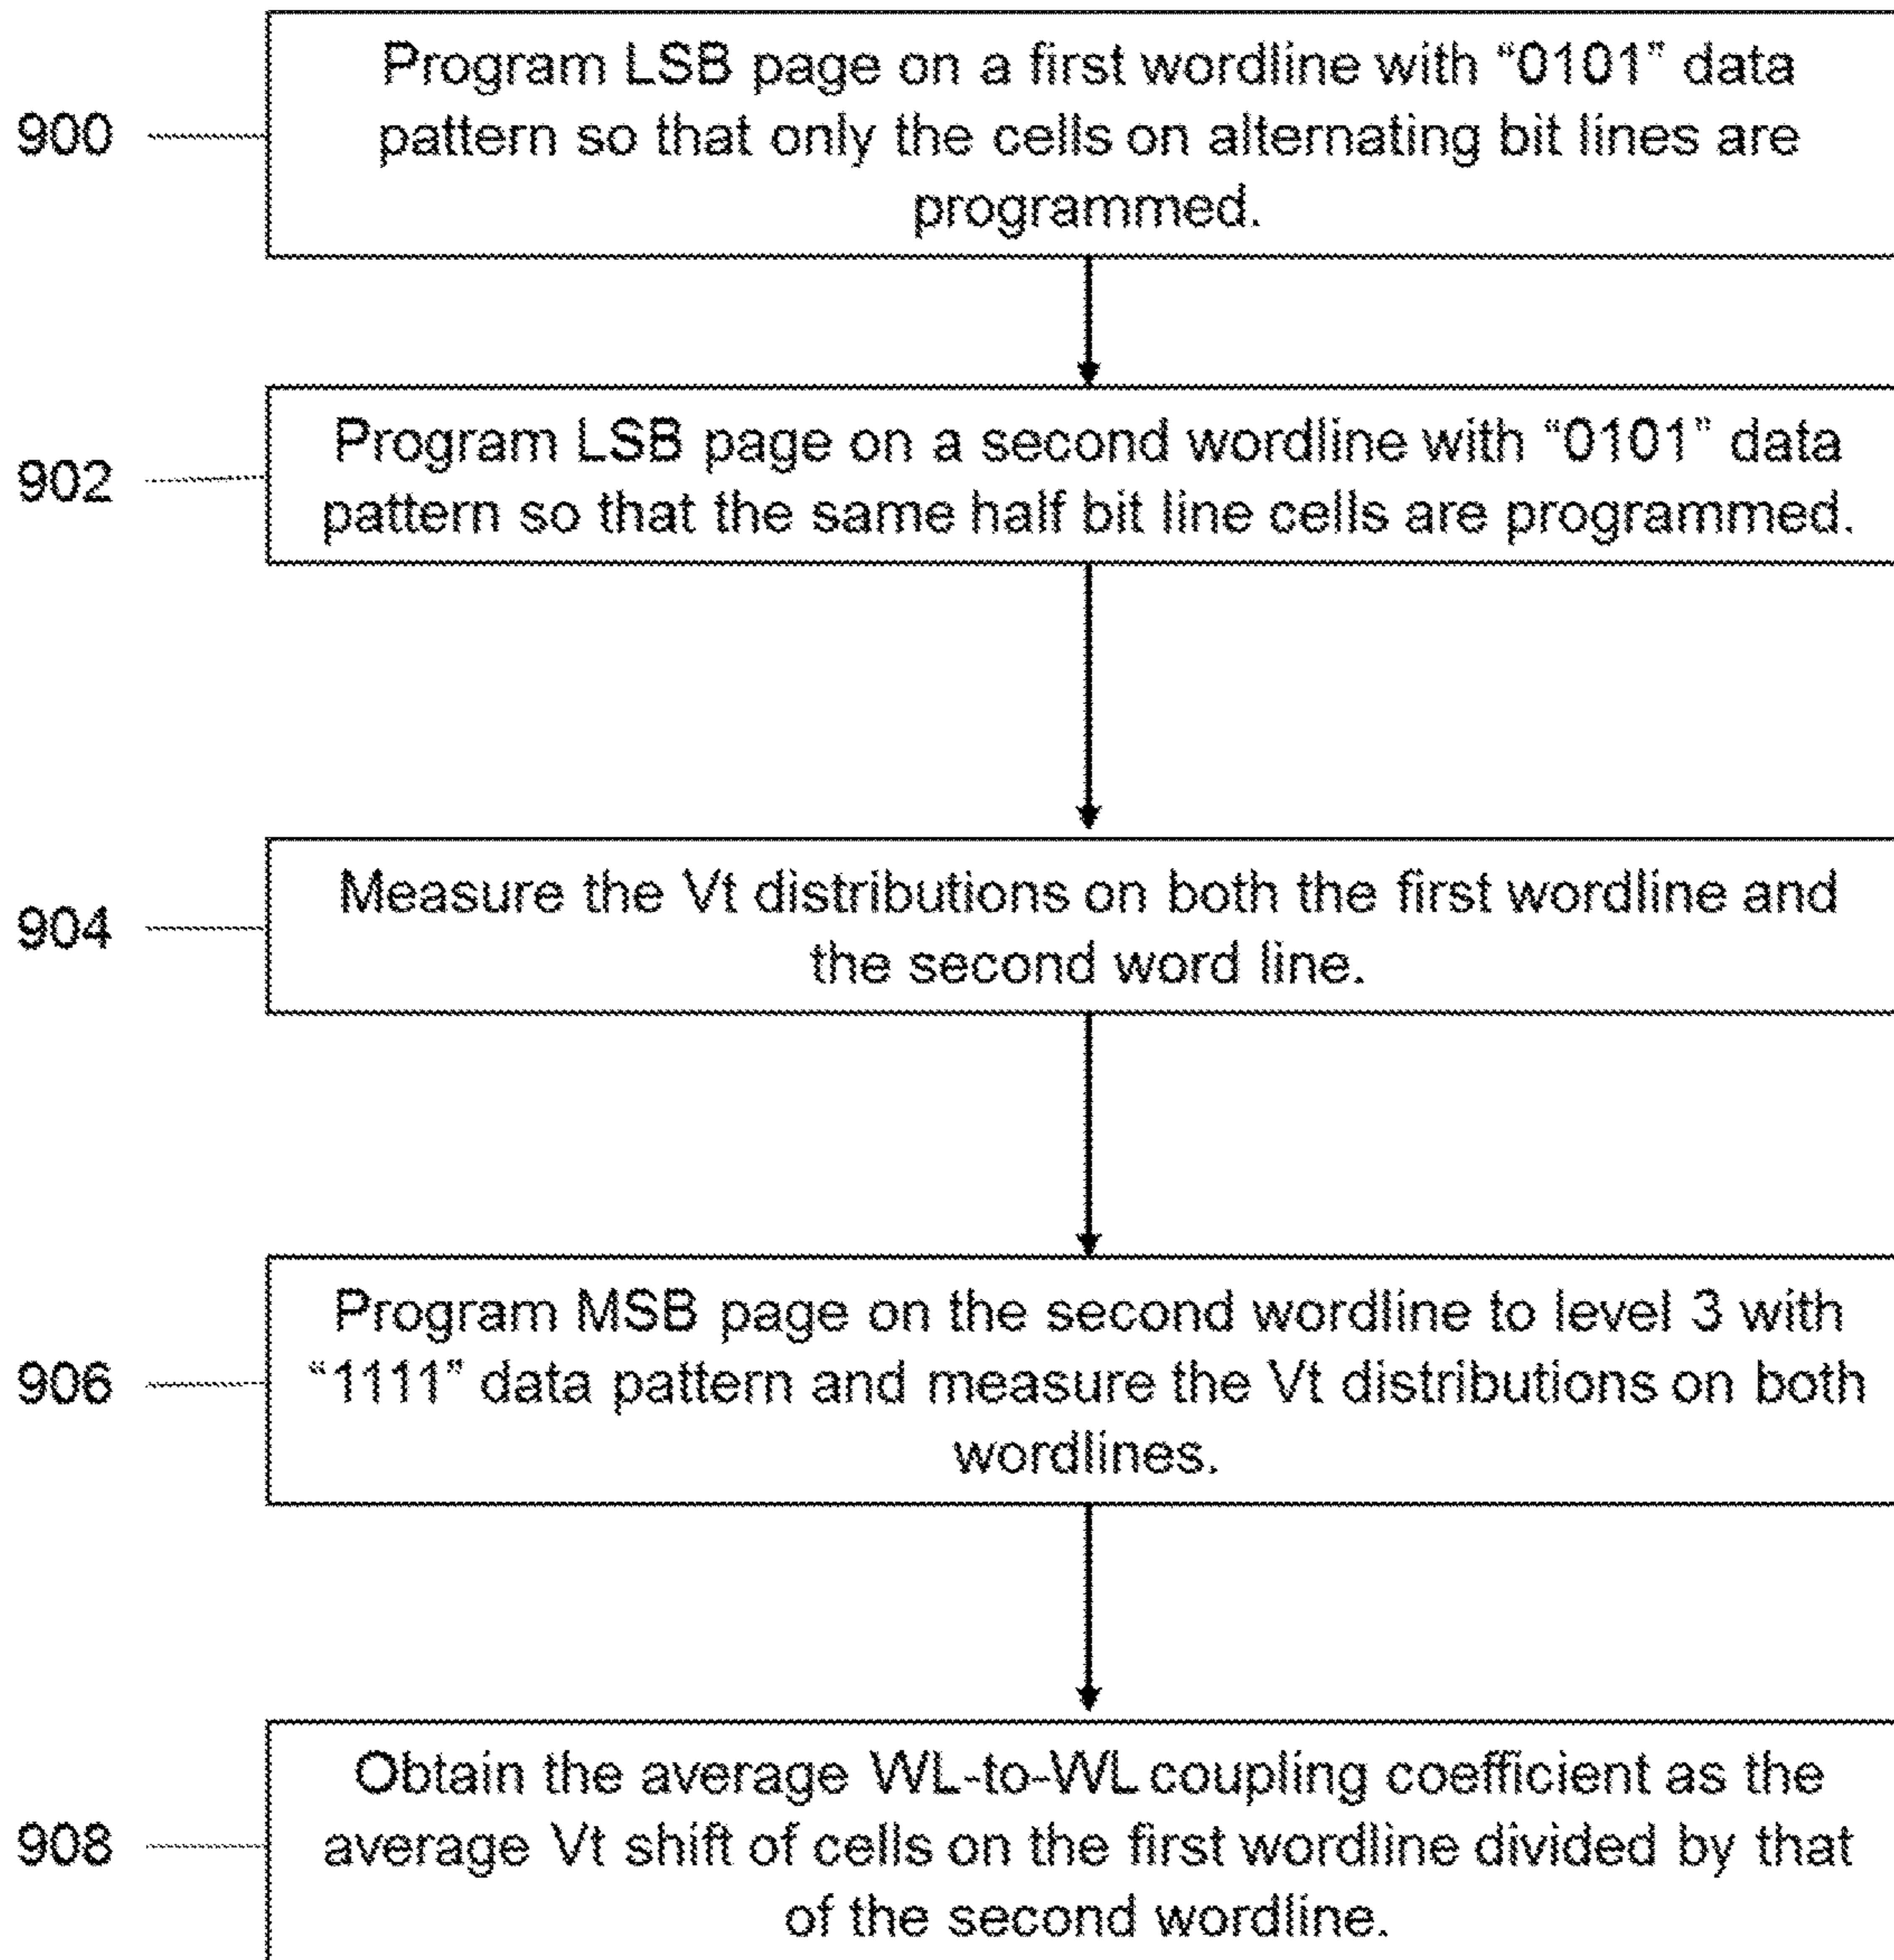 Program LSB page on a first wordline with "0101" data
900
pattern so that only the cells on alternating bit lines are
programmed.
Program LSB page on a second wordline with "0101" data
902
pattern so that the same half bit line cells are programmed.
Measure the Vt distributions on both the first wordline and
904
the second word line.
Program MSB page on the second wordline to level 3 with
906
"1111" data pattern and measure the Vt distributions on both
wordlines.
Obtain the average WL-to-WL coupling coefficient as the
908
average Vt shift of cells on the first wordline divided by that
of the second wordline.